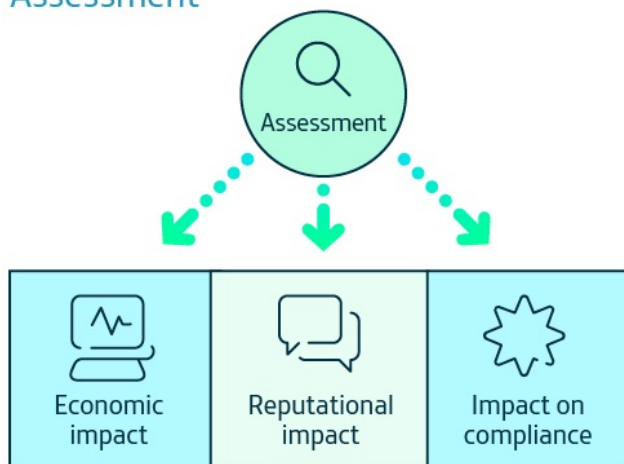 Assessment
Assessment
Economic
impact
Reputational
impact
Impact on
compliance